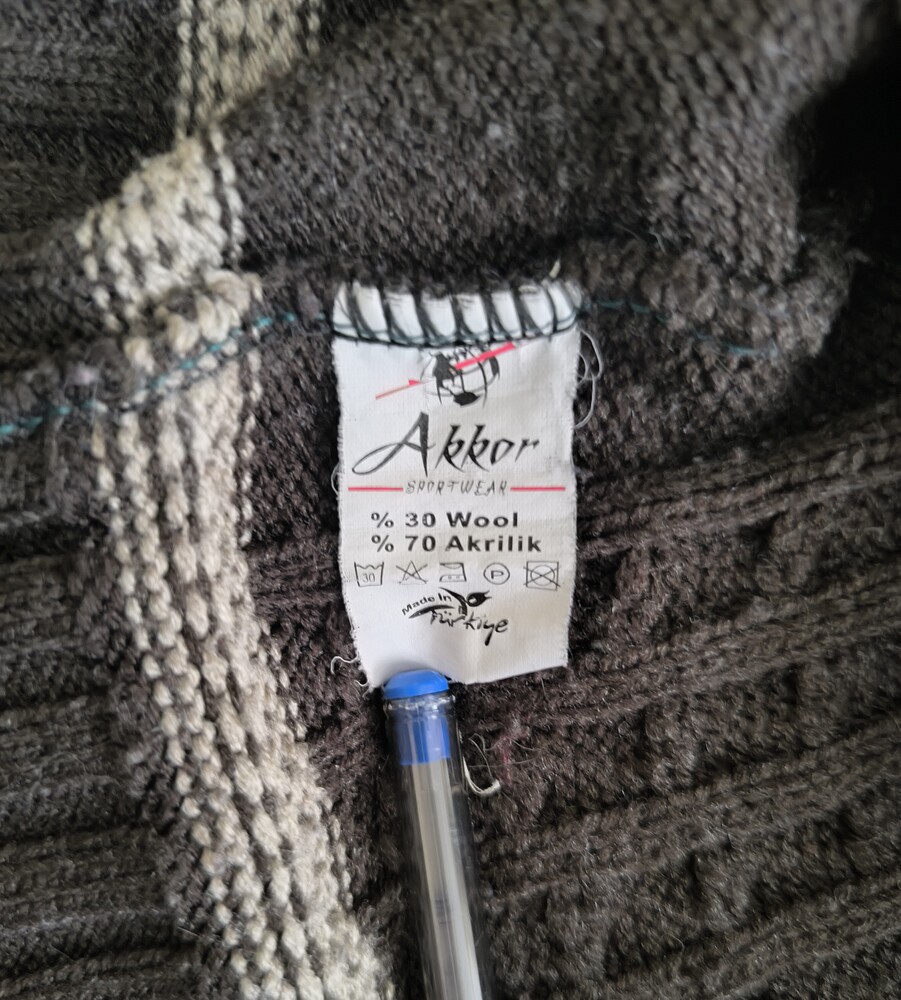 Akkor
SPORTWEAR
% 30 Wool
% 70 Akrilik
30 P
Made In
Türkiye